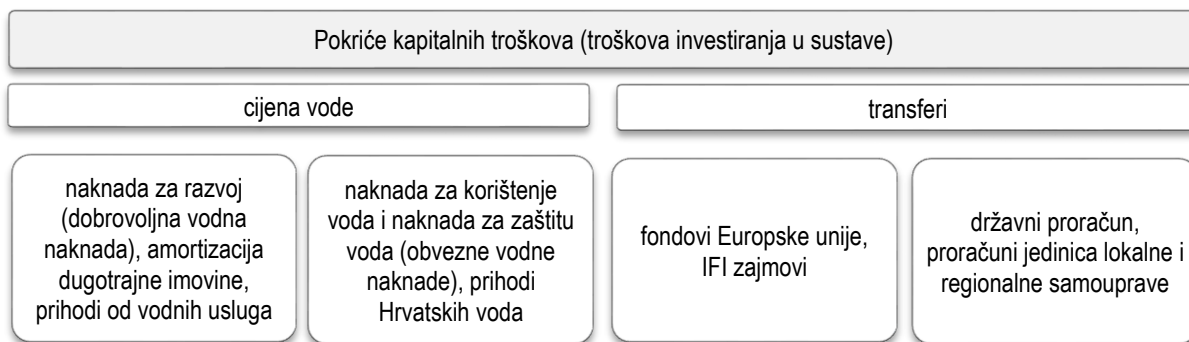 Pokriće kapitalnih troškova (troškova investiranja u sustave)
cijena vode
transferi
naknada za razvoj
(dobrovoljna vodna
naknada), amortizacija
dugotrajne imovine,
prihodi od vodnih usluga
naknada za korištenje
voda i naknada za zaštitu
voda (obvezne vodne
naknade), prihodi
Hrvatskih voda
fondovi Europske unije,
IFI zajmovi
državni proračun,
proračuni jedinica lokalne i
regionalne samouprave